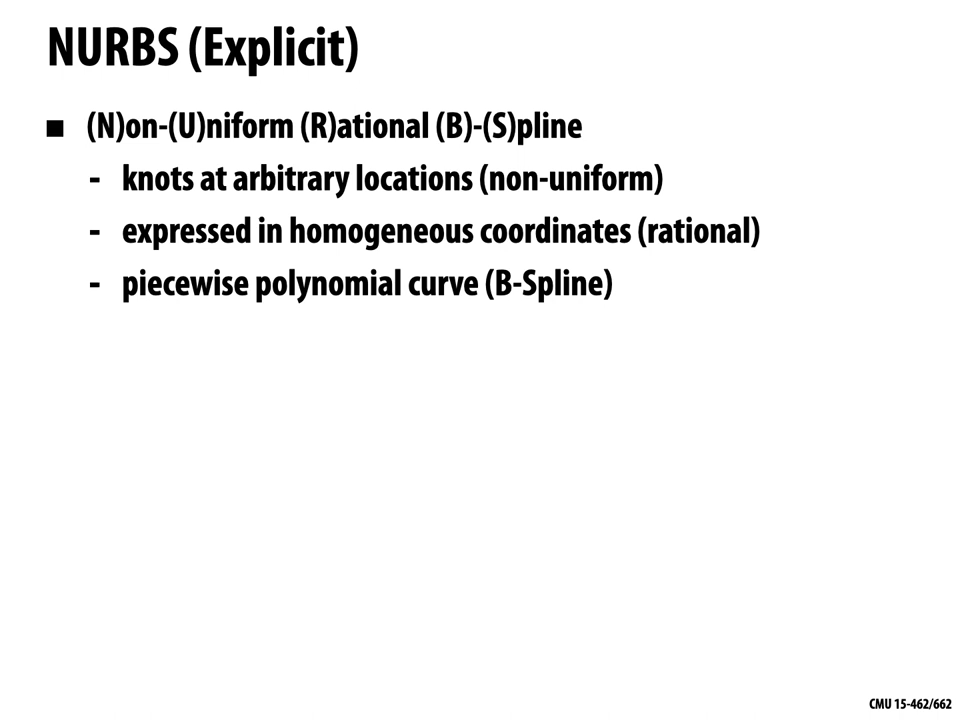 NURBS (Explicit)
■ (N)on-(U)niform (R)ational (B)-(S)pline
- knots at arbitrary locations (non-uniform)
- expressed in homogeneous coordinates (rational)
- piecewise polynomial curve (B-Spline)
CMU 15-462/662